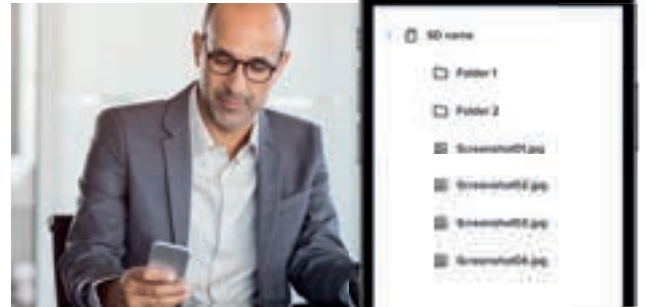 SD name
Folder 1
Folder 2
Screenshot01.jpg
Screenshot02.jpg
Screenshot03.jpg
Screenshot04.jpg